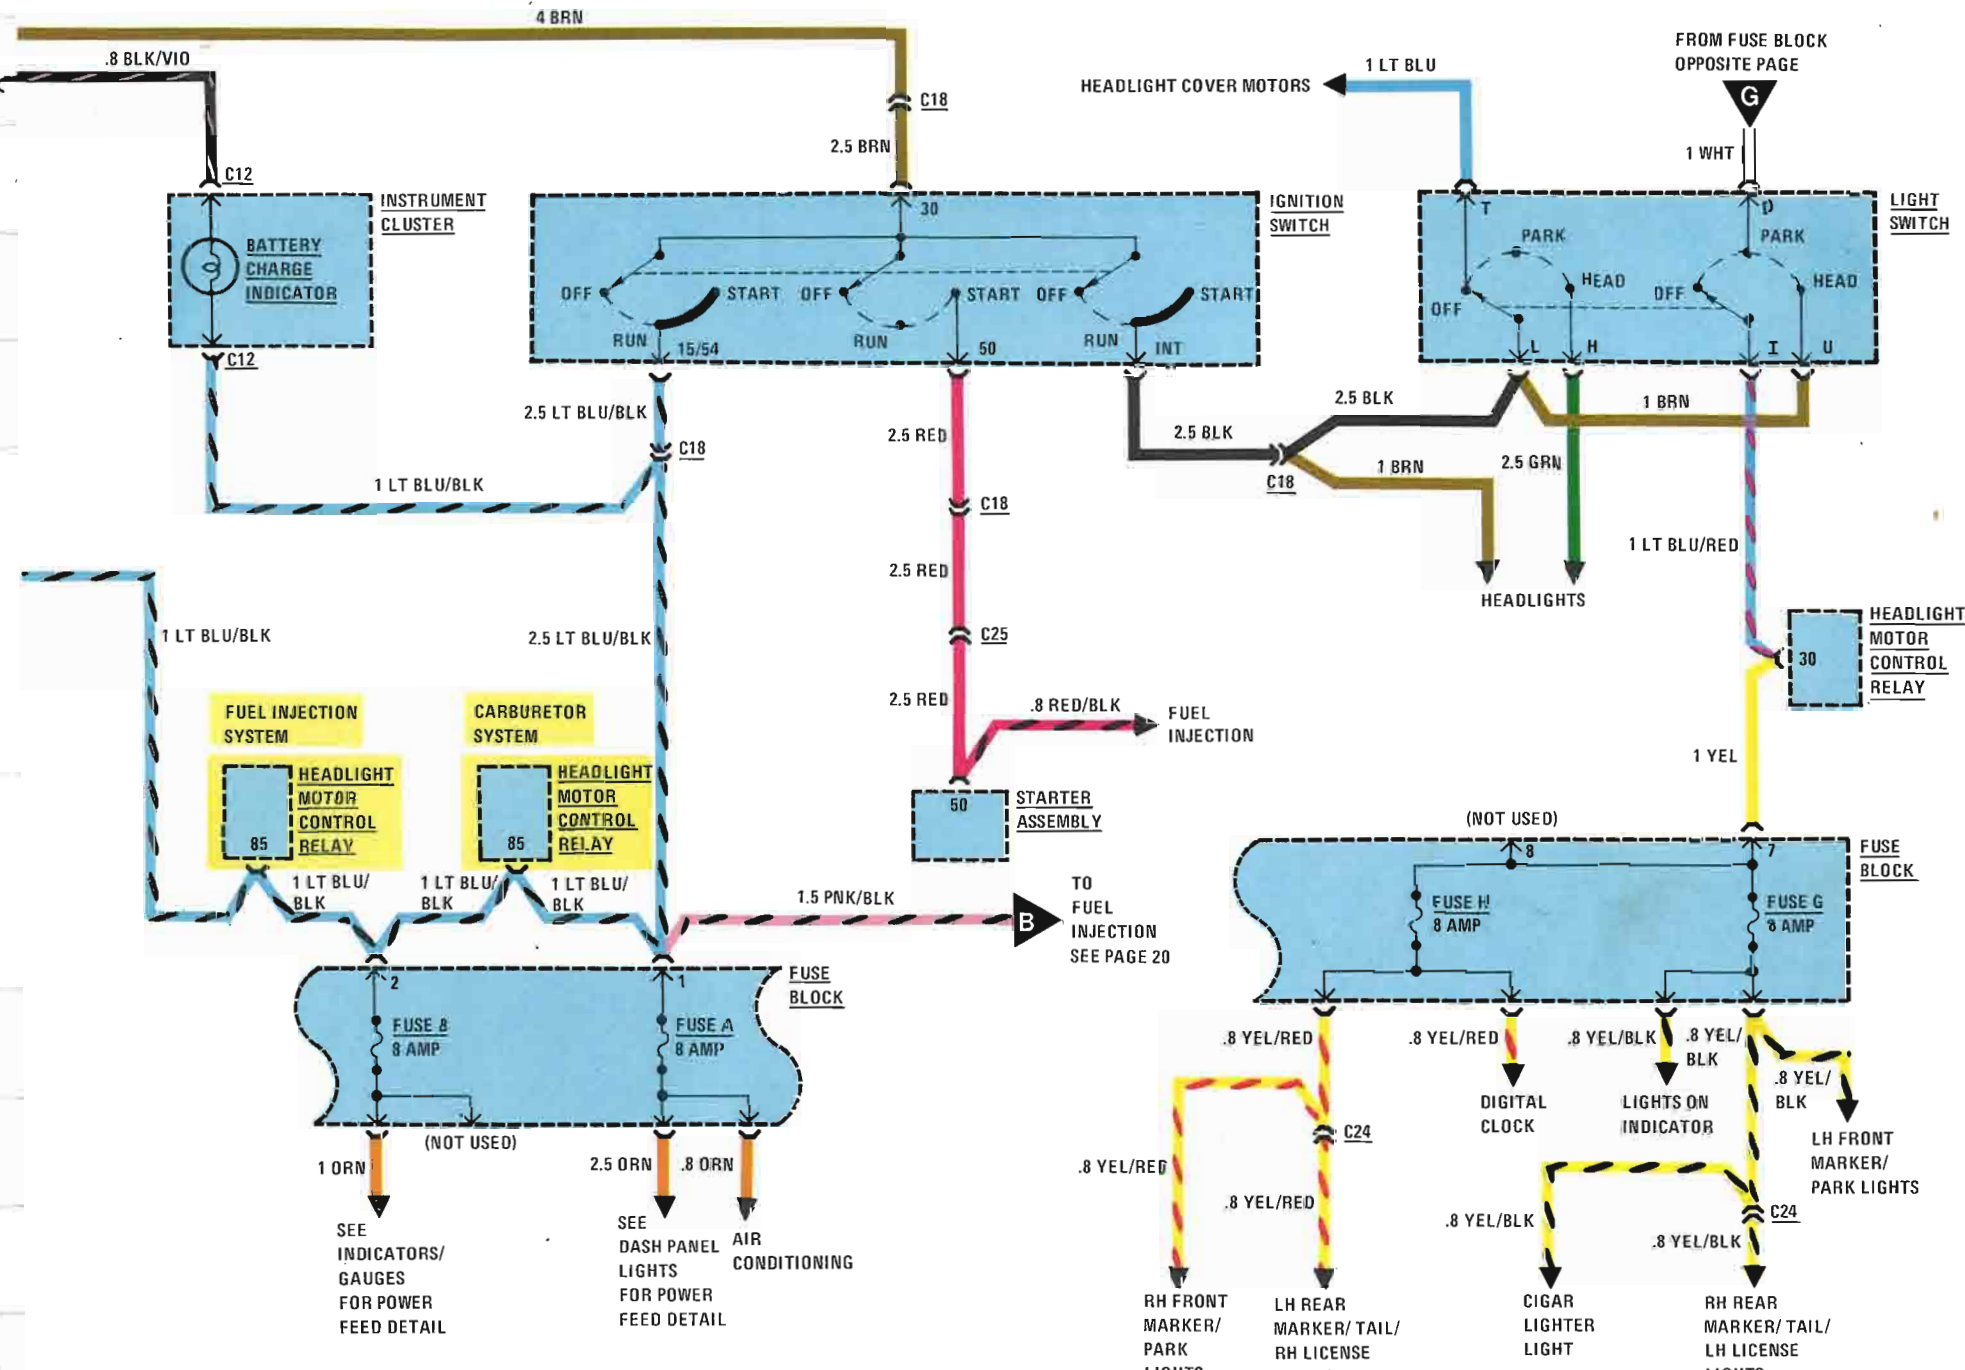 4 BRN
.8 BLK/VIO
C12
INSTRUMENT
CLUSTER
BATTERY
CHARGE
INDICATOR
C12
1 LT BLU/BLK
C18
2.5 BRN
30
IGNITION
SWITCH
OFF
START
RUN
15/54
OFF
START
RUN
50
OFF
START
RUN
INT
2.5 LT BLU/BLK
C18
2.5 RED
C18
2.5 RED
C25
2.5 RED
.8 RED/BLK
FUEL
INJECTION
50
STARTER
ASSEMBLY
HEADLIGHT COVER MOTORS
1 LT BLU
FROM FUSE BLOCK
OPPOSITE PAGE
G
1 WHT
LIGHT
SWITCH
T
PARK
HEAD
OFF
L
H
D
PARK
HEAD
OFF
I
U
2.5 BLK
C18
2.5 BLK
1 BRN
1 BRN
2.5 GRN
HEADLIGHTS
1 LT BLU/RED
HEADLIGHT
MOTOR
CONTROL
RELAY
30
1 YEL
1 LT BLU/BLK
2.5 LT BLU/BLK
FUEL INJECTION
SYSTEM
HEADLIGHT
MOTOR
CONTROL
RELAY
85
CARBURETOR
SYSTEM
HEADLIGHT
MOTOR
CONTROL
RELAY
85
1 LT BLU/
BLK
1 LT BLU/
BLK
1 LT BLU/
BLK
1.5 PNK/BLK
B
TO
FUEL
INJECTION
SEE PAGE 20
FUSE
BLOCK
2
FUSE B
8 AMP
1
FUSE A
8 AMP
(NOT USED)
1 ORN
2.5 ORN
.8 ORN
SEE
INDICATORS/
GAUGES
FOR POWER
FEED DETAIL
SEE
DASH PANEL
LIGHTS
FOR POWER
FEED DETAIL
AIR
CONDITIONING
(NOT USED)
8
7
FUSE
BLOCK
FUSE H
8 AMP
FUSE G
8 AMP
.8 YEL/RED
.8 YEL/RED
.8 YEL/BLK
.8 YEL/
BLK
.8 YEL/
BLK
DIGITAL
CLOCK
LIGHTS ON
INDICATOR
LH FRONT
MARKER/
PARK LIGHTS
C24
.8 YEL/RED
.8 YEL/RED
.8 YEL/BLK
C24
.8 YEL/BLK
RH FRONT
MARKER/
PARK
LIGHTS
LH REAR
MARKER/ TAIL/
RH LICENSE
CIGAR
LIGHTER
LIGHT
RH REAR
MARKER/ TAIL/
LH LICENSE
LIGHTS